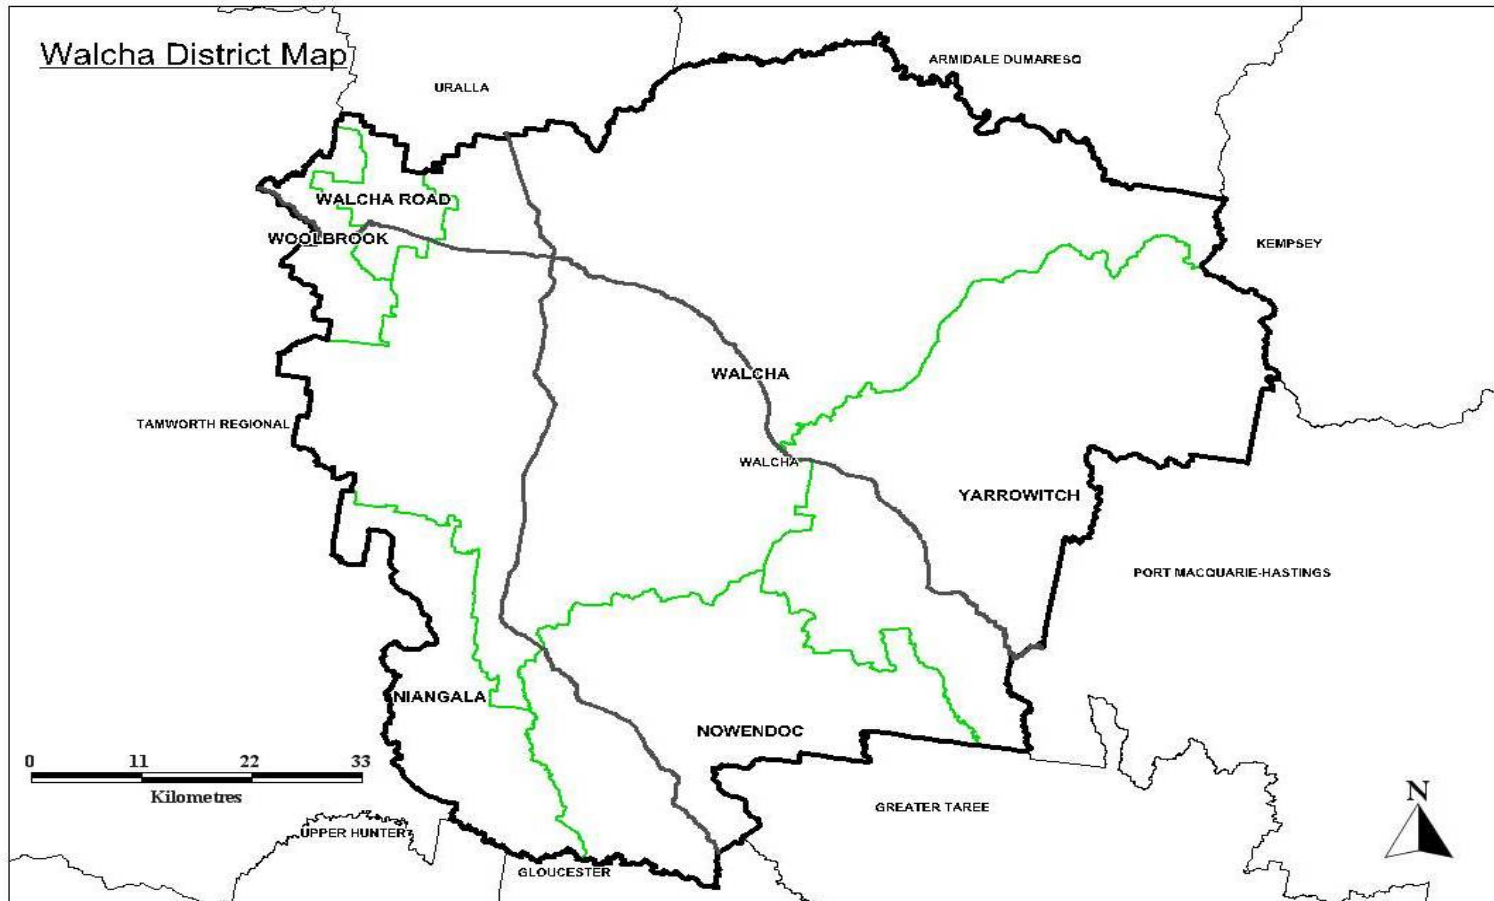 Walcha District Map
ARMIDALE DUMARESQ
URALLA
WALCHA ROAD
WOOLBROOK
KEMPSEY
WALCHA
TAMWORTH REGIONAL
WALCHA
YARROWITCH
PORT MACQUARIE-HASTINGS
NIANGALA
NOWENDOC
0 11 22 33
Kilometres
N
GREATER TAREE
UPPER HUNTER
GLOUCESTER